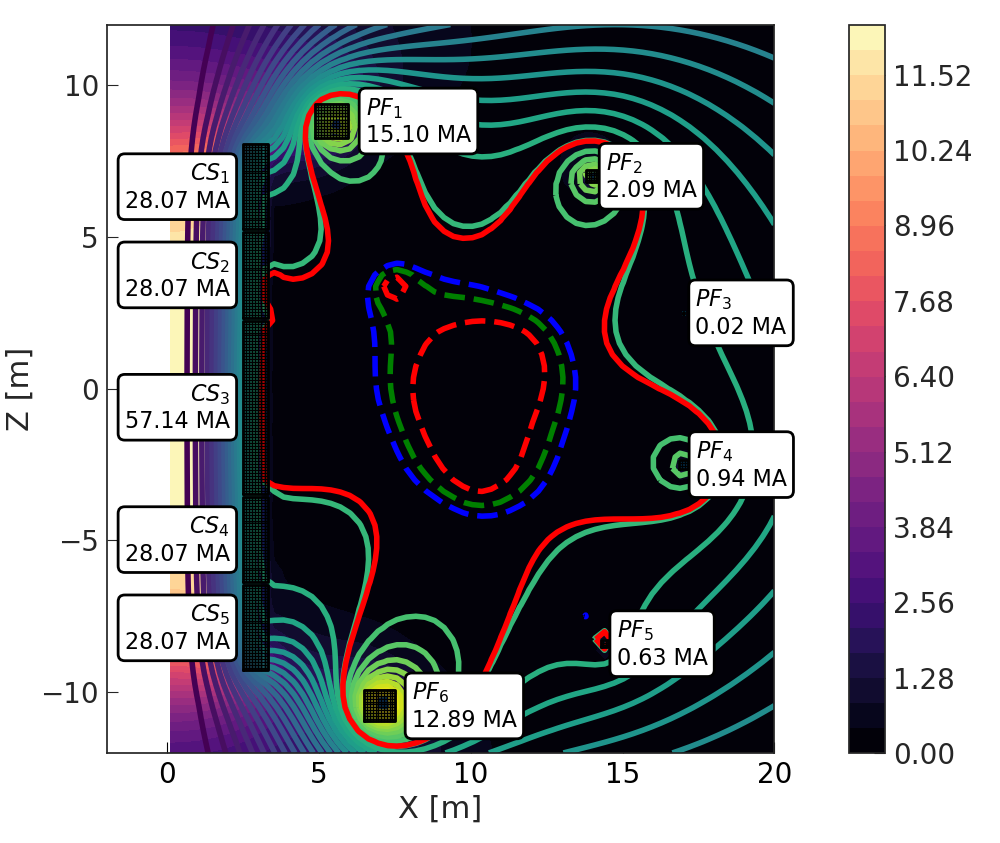 10
5
0
−5
−10
Z [m]
0
5
10
15
20
X [m]
CS₁
28.07 MA
CS₂
28.07 MA
CS₃
57.14 MA
CS₄
28.07 MA
CS₅
28.07 MA
PF₁
15.10 MA
PF₂
2.09 MA
PF₃
0.02 MA
PF₄
0.94 MA
PF₅
0.63 MA
PF₆
12.89 MA
11.52
10.24
8.96
7.68
6.40
5.12
3.84
2.56
1.28
0.00